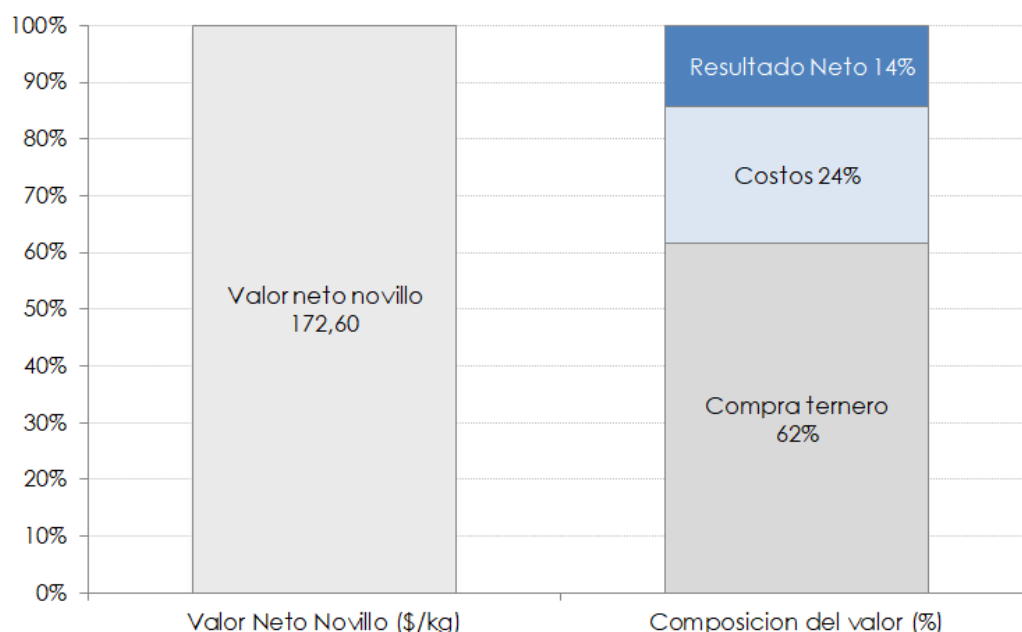 100%
90%
80%
70%
60%
50%
40%
30%
20%
10%
0%
Valor neto novillo
172,60
Resultado Neto 14%
Costos 24%
Compra ternero
62%
Valor Neto Novillo ($/kg)
Composicion del valor (%)